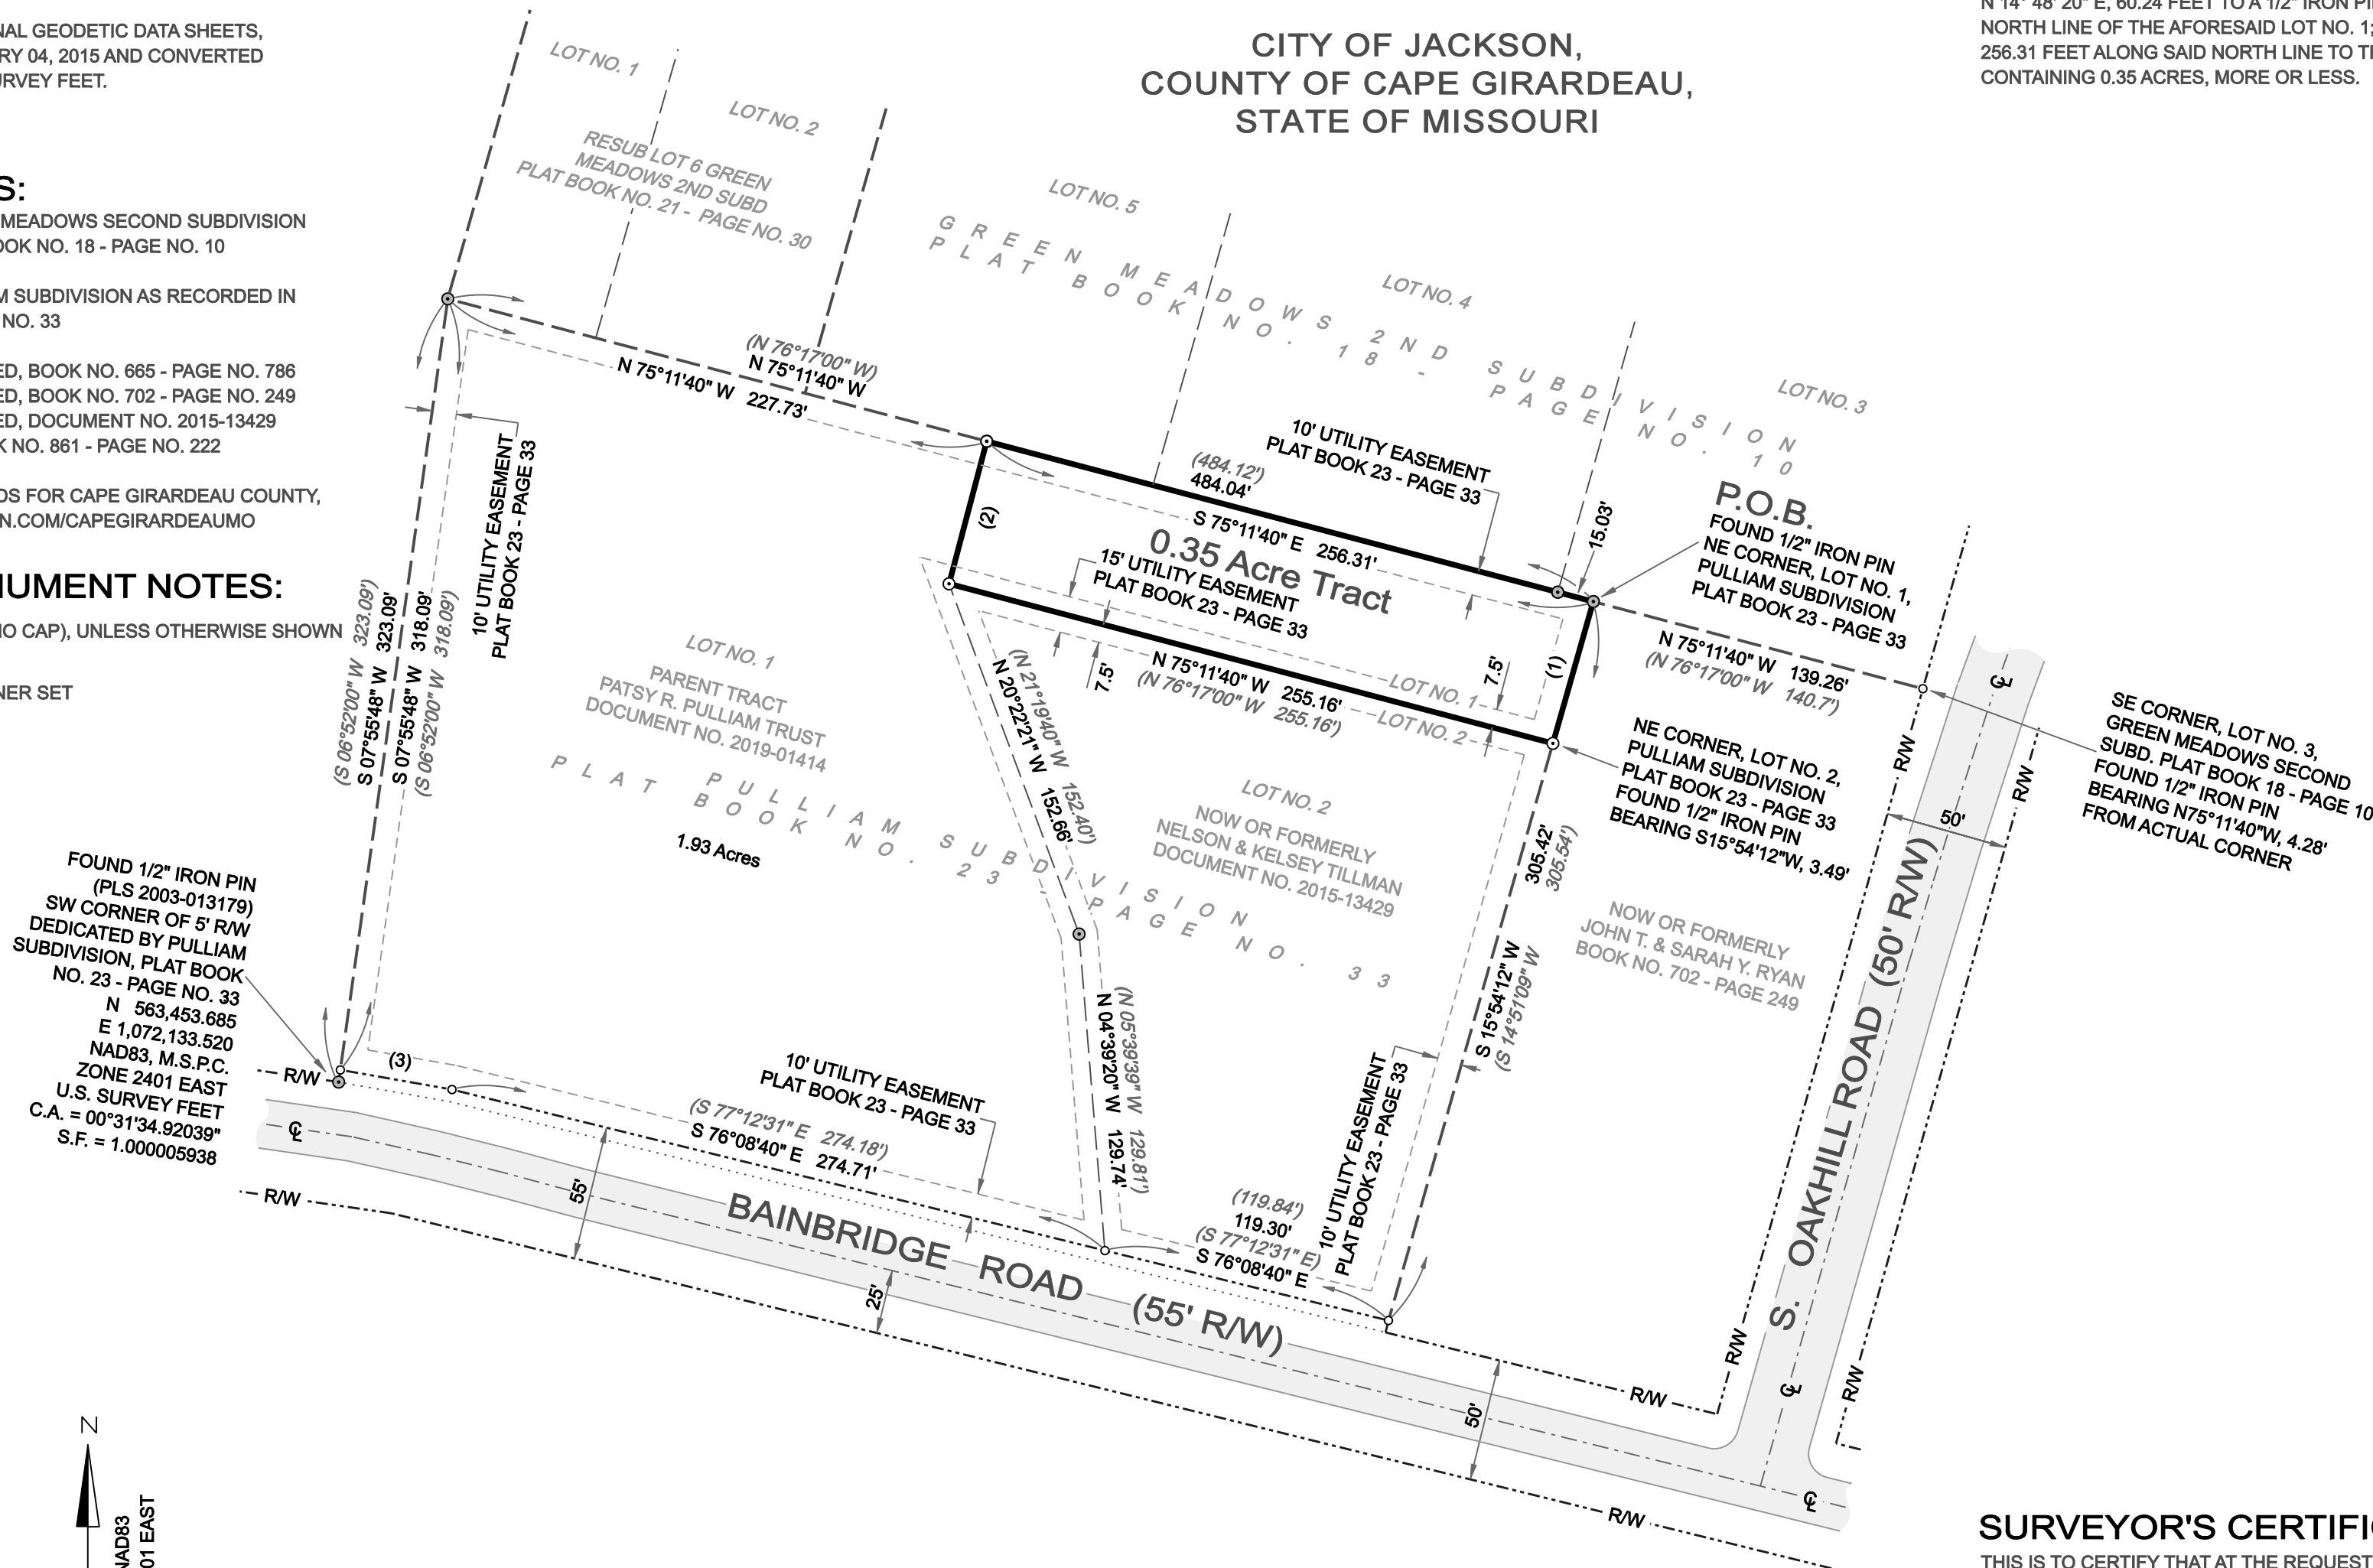 NAL GEODETIC DATA SHEETS,
RY 04, 2015 AND CONVERTED
URVEY FEET.
S:
MEADOWS SECOND SUBDIVISION
OOK NO. 18 - PAGE NO. 10
M SUBDIVISION AS RECORDED IN
NO. 33
ED, BOOK NO. 665 - PAGE NO. 786
ED, BOOK NO. 702 - PAGE NO. 249
ED, DOCUMENT NO. 2015-13429
K NO. 861 - PAGE NO. 222
DS FOR CAPE GIRARDEAU COUNTY,
N.COM/CAPEGIRARDEAUMO
NUMENT NOTES:
NO CAP), UNLESS OTHERWISE SHOWN
NER SET
CITY OF JACKSON,
COUNTY OF CAPE GIRARDEAU,
STATE OF MISSOURI
N 14° 48' 20" E, 60.24 FEET TO A 1/2" IRON PI
NORTH LINE OF THE AFORESAID LOT NO. 1;
256.31 FEET ALONG SAID NORTH LINE TO T
CONTAINING 0.35 ACRES, MORE OR LESS.
LOT NO. 1
LOT NO. 2
RESUB LOT 6 GREEN
MEADOWS 2ND SUBD
PLAT BOOK NO. 21 - PAGE NO. 30
LOT NO. 5
LOT NO. 4
LOT NO. 3
GREEN MEADOWS 2ND SUBDIVISION
PLAT BOOK NO. 18 - PAGE NO. 10
(N 76°17'00" W)
N 75°11'40" W
N 75°11'40" W 227.73'
10' UTILITY EASEMENT
PLAT BOOK 23 - PAGE 33
10' UTILITY EASEMENT
PLAT BOOK 23 - PAGE 33
(484.12')
484.04'
S 75°11'40" E 256.31'
0.35 Acre Tract
15' UTILITY EASEMENT
PLAT BOOK 23 - PAGE 33
(2)
(1)
15.03'
7.5'
7.5'
N 75°11'40" W 255.16'
(N 76°17'00" W 255.16')
LOT NO. 1
LOT NO. 2
P.O.B.
FOUND 1/2" IRON PIN
NE CORNER, LOT NO. 1,
PULLIAM SUBDIVISION
PLAT BOOK 23 - PAGE 33
N 75°11'40" W 139.26'
(N 76°17'00" W 140.7')
NE CORNER, LOT NO. 2,
PULLIAM SUBDIVISION
PLAT BOOK 23 - PAGE 33
FOUND 1/2" IRON PIN
BEARING S15°54'12"W, 3.49'
SE CORNER, LOT NO. 3,
GREEN MEADOWS SECOND
SUBD. PLAT BOOK 18 - PAGE 10
FOUND 1/2" IRON PIN
BEARING N75°11'40"W, 4.28'
FROM ACTUAL CORNER
(S 06°52'00" W 323.09')
S 07°55'48" W 323.09'
S 07°55'48" W 318.09'
(S 06°52'00" W 318.09')
LOT NO. 1
PARENT TRACT
PATSY R. PULLIAM TRUST
DOCUMENT NO. 2019-01414
PULLIAM SUBDIVISION
PLAT BOOK NO. 23 - PAGE NO. 33
1.93 Acres
(N 21°19'40" W 152.40')
N 20°22'21" W 152.66'
LOT NO. 2
NOW OR FORMERLY
NELSON & KELSEY TILLMAN
DOCUMENT NO. 2015-13429
305.42'
305.54')
S 15°54'12" W
(S 14°51'09" W
NOW OR FORMERLY
JOHN T. & SARAH Y. RYAN
BOOK NO. 702 - PAGE 249
(N 05°39'39" W 129.81')
N 04°39'20" W 129.74'
FOUND 1/2" IRON PIN
(PLS 2003-013179)
SW CORNER OF 5' R/W
DEDICATED BY PULLIAM
SUBDIVISION, PLAT BOOK
NO. 23 - PAGE NO. 33
N 563,453.685
E 1,072,133.520
NAD83, M.S.P.C.
ZONE 2401 EAST
U.S. SURVEY FEET
C.A. = 00°31'34.92039"
S.F. = 1.000005938
(3)
R/W
R/W
℄
10' UTILITY EASEMENT
PLAT BOOK 23 - PAGE 33
(S 77°12'31" E 274.18')
S 76°08'40" E 274.71'
55'
25'
BAINBRIDGE ROAD (55' R/W)
(119.84')
119.30'
(S 77°12'31" E)
S 76°08'40" E
10' UTILITY EASEMENT
PLAT BOOK 23 - PAGE 33
50'
50'
S. OAKHILL ROAD (50' R/W)
℄
R/W
R/W
R/W
R/W
R/W
R/W
℄
℄
N
NAD83
01 EAST
SURVEYOR'S CERTIFI
THIS IS TO CERTIFY THAT AT THE REQUEST